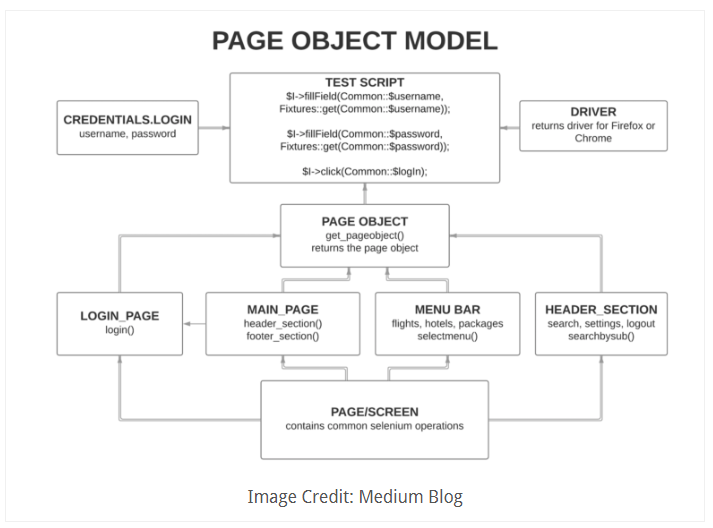 PAGE OBJECT MODEL
TEST SCRIPT
$I->fillField(Common::$username,
Fixtures::get(Common::$username));
$I->fillField(Common::$password,
Fixtures::get(Common::$password));
$I->click(Common::$logIn);
CREDENTIALS.LOGIN
username, password
DRIVER
returns driver for Firefox or
Chrome
PAGE OBJECT
get_pageobject()
returns the page object
LOGIN_PAGE
login()
MAIN_PAGE
header_section()
footer_section()
MENU BAR
flights, hotels, packages
selectmenu()
HEADER_SECTION
search, settings, logout
searchbysub()
PAGE/SCREEN
contains common selenium operations
Image Credit: Medium Blog